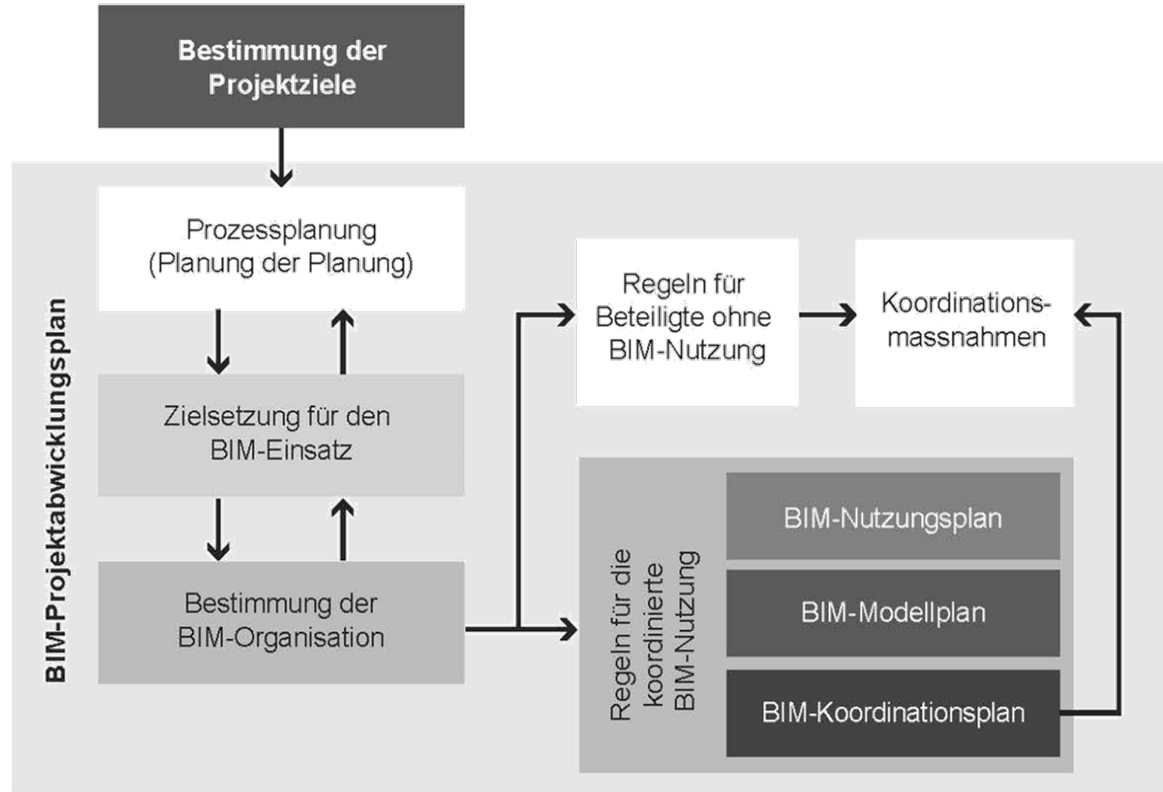 Bestimmung der
Projektziele
BIM-Projektabwicklungsplan
Prozessplanung
(Planung der Planung)
Zielsetzung für den
BIM-Einsatz
Bestimmung der
BIM-Organisation
Regeln für
Beteiligte ohne
BIM-Nutzung
Koordinations-
massnahmen
Regeln für die
koordinierte
BIM-Nutzung
BIM-Nutzungsplan
BIM-Modellplan
BIM-Koordinationsplan